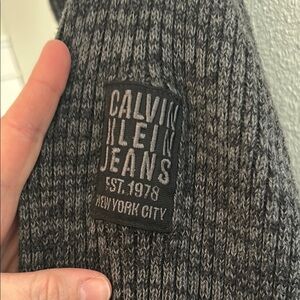 CALVIN
KLEIN
JEANS
EST. 1978
NEW YORK CITY